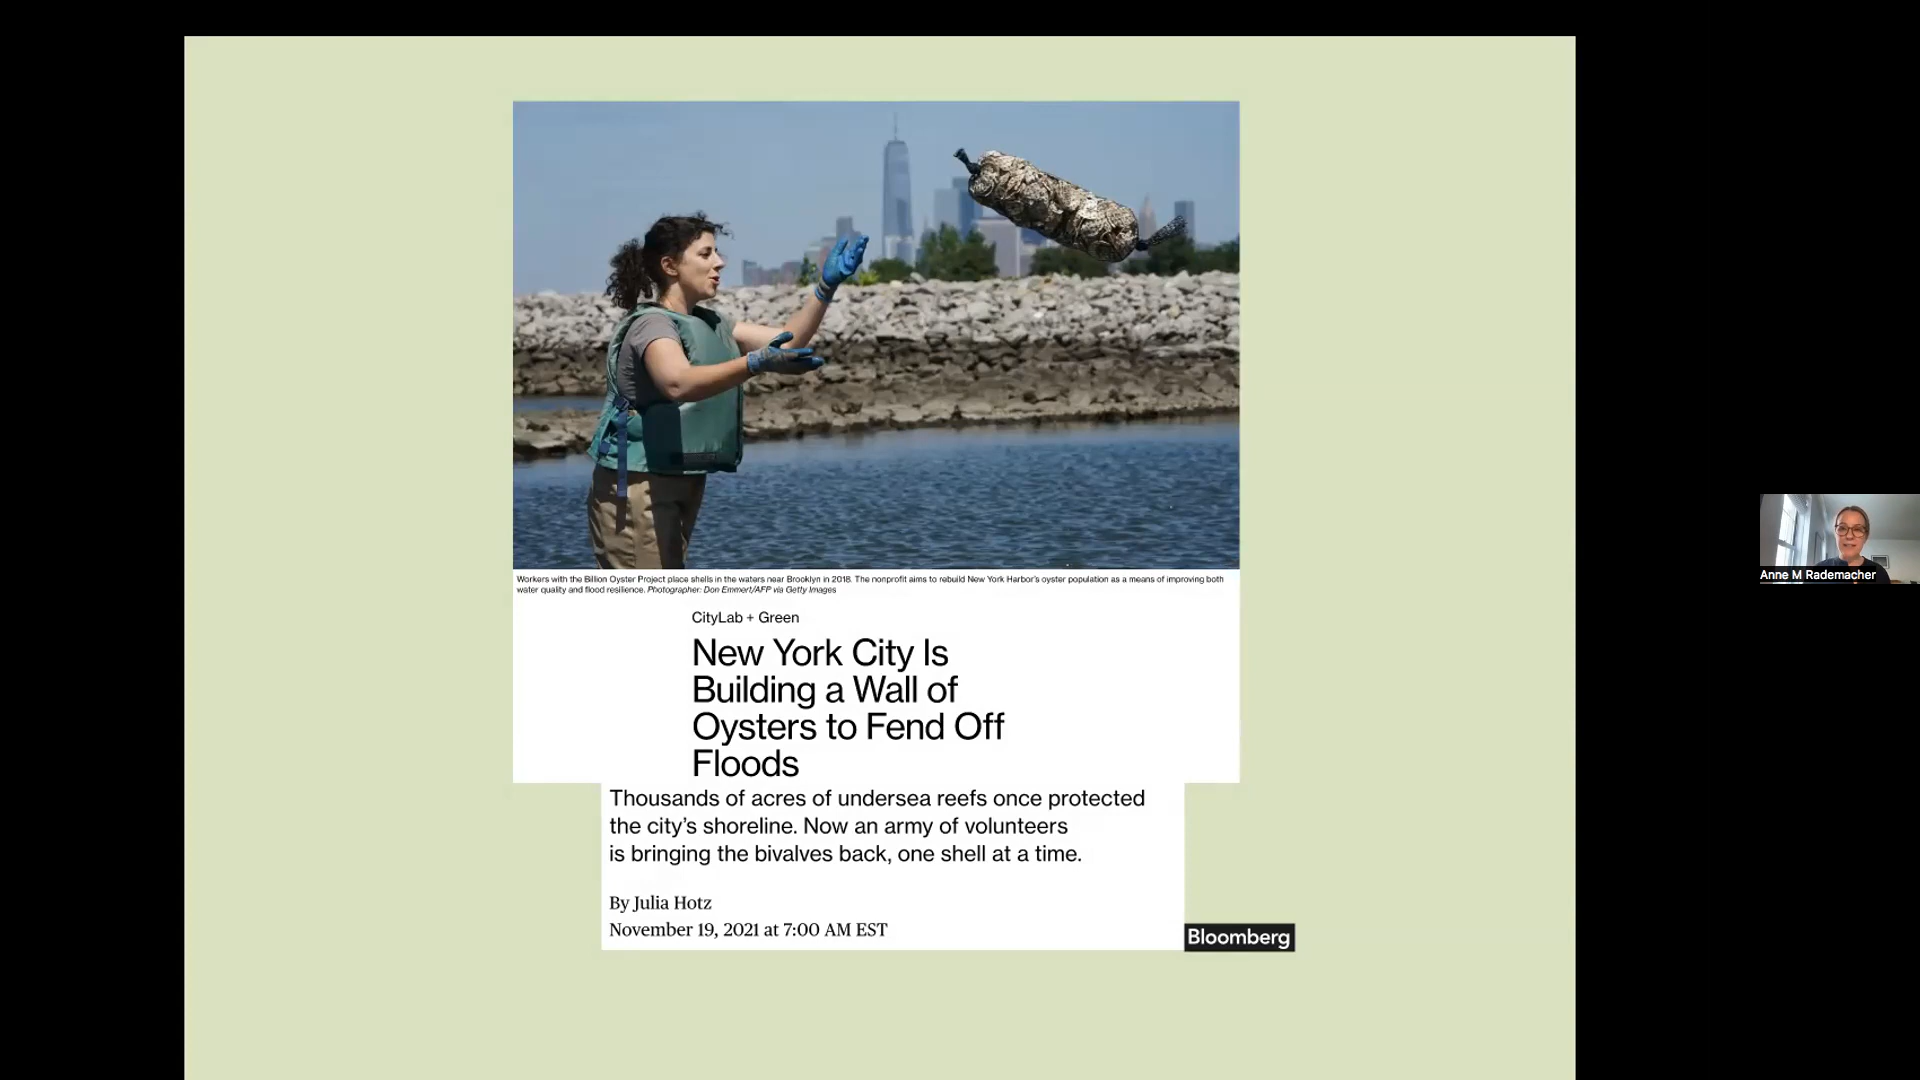 Workers with the Billion Oyster Project place shells in the waters near Brooklyn in 2018. The nonprofit aims to rebuild New York Harbor's oyster population as a means of improving both
water quality and flood resilience. Photographer: Don Emmert/AFP via Getty Images
CityLab + Green
New York City Is
Building a Wall of
Oysters to Fend Off
Floods
Thousands of acres of undersea reefs once protected
the city's shoreline. Now an army of volunteers
is bringing the bivalves back, one shell at a time.
By Julia Hotz
November 19, 2021 at 7:00 AM EST
Bloomberg
Anne M Rademacher